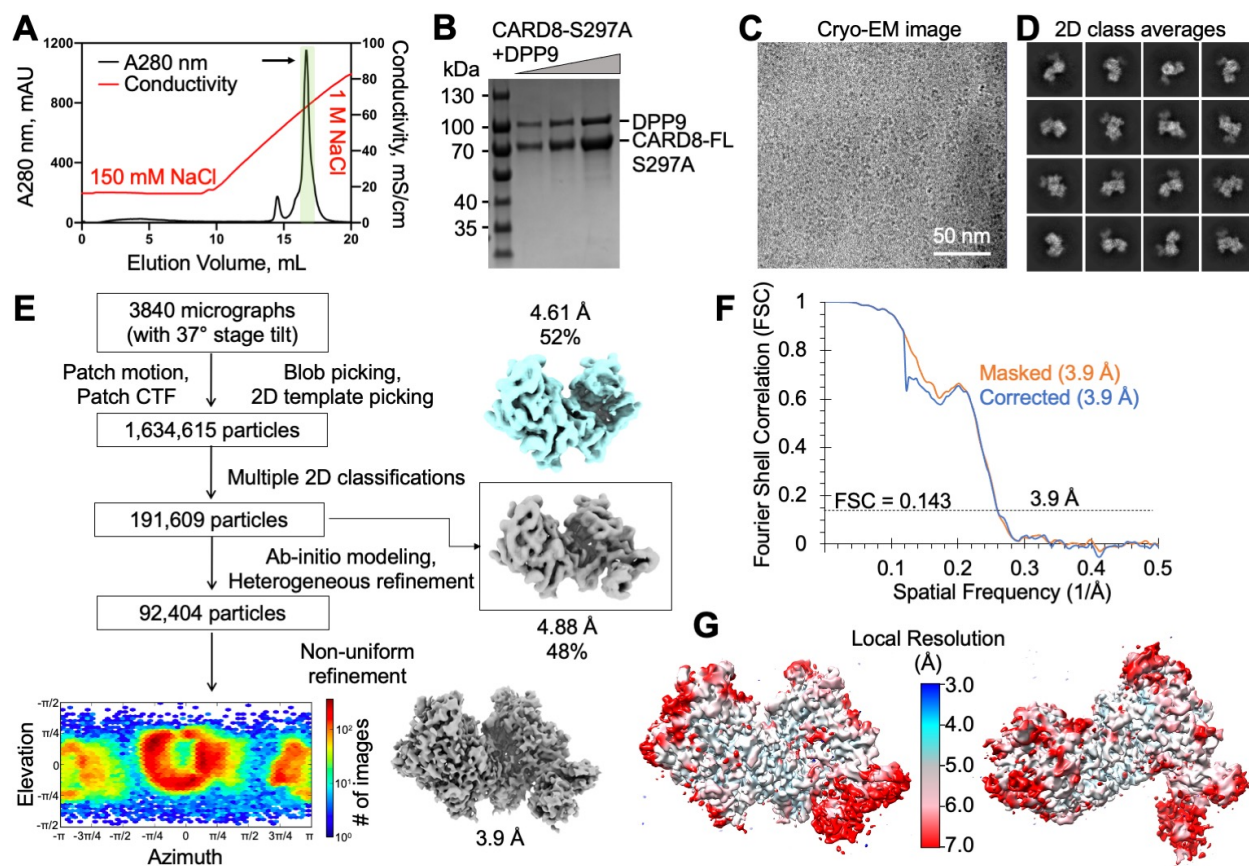 A
1200
800
400
0
A280 nm, mAU
A280 nm
Conductivity
150 mM NaCl
1 M NaCl
100
80
60
40
20
0
Conductivity, mS/cm
0
5
10
15
20
Elution Volume, mL
B
CARD8-S297A
+DPP9
kDa
130
100
70
40
35
DPP9
CARD8-FL
S297A
C
Cryo-EM image
50 nm
D
2D class averages
E
3840 micrographs
(with 37° stage tilt)
Patch motion,
Patch CTF
Blob picking,
2D template picking
1,634,615 particles
Multiple 2D classifications
191,609 particles
Ab-initio modeling,
Heterogeneous refinement
92,404 particles
Non-uniform
refinement
4.61 Å
52%
4.88 Å
48%
-π/2
π/4
0
-π/4
-π/2
Elevation
-π
-3π/4
-π/4
0
π/4
3π/4
π
Azimuth
10²
10¹
10⁰
# of images
3.9 Å
F
Fourier Shell Correlation (FSC)
1
0.8
0.6
0.4
0.2
0
Masked (3.9 Å)
Corrected (3.9 Å)
FSC = 0.143
3.9 Å
0.1
0.2
0.3
0.4
0.5
Spatial Frequency (1/Å)
G
Local Resolution
(Å)
3.0
4.0
5.0
6.0
7.0